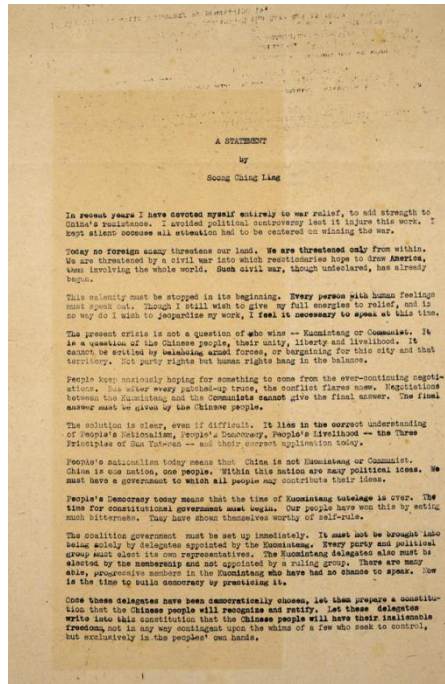 A STATEMENT
by
Soong Ching Ling
In recent years I have devoted myself entirely to war relief, to add strength to
China's resistance. I avoided political controversy lest it injure this work. I
kept silent because all attention had to be centered on winning the war.
Today no foreign enemy threatens our land. We are threatened only from within.
We are threatened by a civil war into which reactionaries hope to draw America,
thus involving the whole world. Such civil war, though undeclared, has already
begun.
This calamity must be stopped in its beginning. Every person with human feelings
must speak out. Though I still wish to give my full energies to relief, and in
no way do I wish to jeopardize my work, I feel it necessary to speak at this time.
The present crisis is not a question of who wins -- Kuomintang or Communist. It
is a question of the Chinese people, their unity, liberty and livelihood. It
cannot be settled by balancing armed forces, or bargaining for this city and that
territory. Not party rights but human rights hang in the balance.
People keep anxiously hoping for something to come from the ever-continuing negoti-
ations. But after every patched-up truce, the conflict flares anew. Negotiations
between the Kuomintang and the Communists cannot give the final answer. The final
answer must be given by the Chinese people.
The solution is clear, even if difficult. It lies in the correct understanding
of People's Nationalism, People's Democracy, People's Livelihood -- the Three
Principles of Sun Yat-sen -- and their correct application today.
People's nationalism today means that China is not Kuomintang or Communist.
China is one nation, one people. Within this nation are many political ideas. We
must have a government to which all people may contribute their ideas.
People's Democracy today means that the time of Kuomintang tutelage is over. The
time for constitutional government must begin. Our people have won this by eating
much bitterness. They have shown themselves worthy of self-rule.
The coalition government must be set up immediately. It must not be brought into
being solely by delegates appointed by the Kuomintang. Every party and political
group must elect its own representatives. The Kuomintang delegates also must be
elected by the membership and not appointed by a ruling group. There are many
able, progressive members in the Kuomintang who have had no chance to speak. Now
is the time to build democracy by practicing it.
Once these delegates have been democratically chosen, let them prepare a constitu-
tion that the Chinese people will recognize and ratify. Let these delegates
write into this constitution that the Chinese people will have their inalienable
freedoms, not in any way contingent upon the whims of a few who seek to control,
but exclusively in the peoples' own hands.